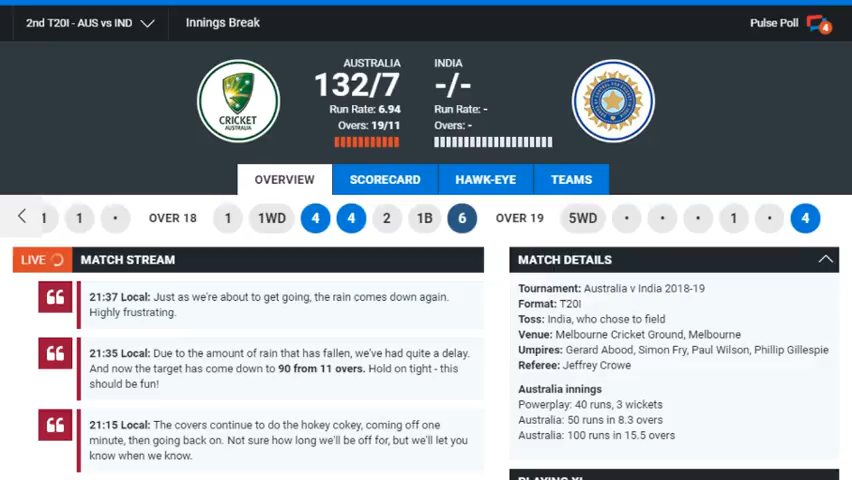 2nd T20I - AUS vs IND
Innings Break
Pulse Poll
4
AUSTRALIA
132/7
Run Rate: 6.94
Overs: 19/11
INDIA
-/-
Run Rate: -
Overs: -
CRICKET
AUSTRALIA
OVERVIEW
SCORECARD
HAWK-EYE
TEAMS
1 1 • OVER 18 1 1WD 4 4 2 1B 6 OVER 19 5WD • • • 1 • 4
LIVE
MATCH STREAM
21:37 Local: Just as we're about to get going, the rain comes down again.
Highly frustrating.
21:35 Local: Due to the amount of rain that has fallen, we've had quite a delay.
And now the target has come down to 90 from 11 overs. Hold on tight - this
should be fun!
21:15 Local: The covers continue to do the hokey cokey, coming off one
minute, then going back on. Not sure how long we'll be off for, but we'll let you
know when we know.
MATCH DETAILS
Tournament: Australia v India 2018-19
Format: T20I
Toss: India, who chose to field
Venue: Melbourne Cricket Ground, Melbourne
Umpires: Gerard Abood, Simon Fry, Paul Wilson, Phillip Gillespie
Referee: Jeffrey Crowe
Australia innings
Powerplay: 40 runs, 3 wickets
Australia: 50 runs in 8.3 overs
Australia: 100 runs in 15.5 overs
PLAYING XI